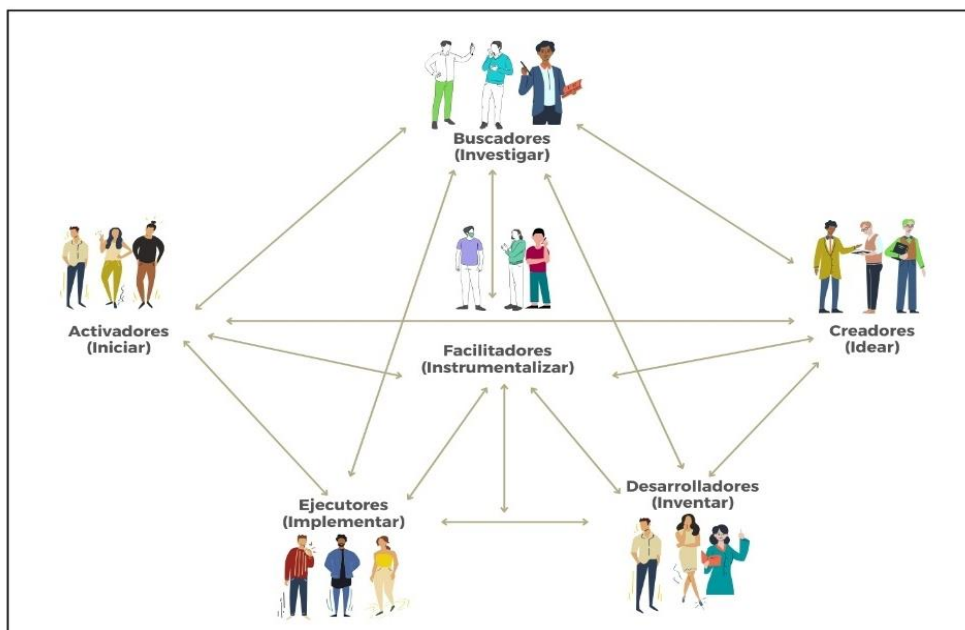 Buscadores
(Investigar)
Activadores
(Iniciar)
Facilitadores
(Instrumentalizar)
Creadores
(Idear)
Ejecutores
(Implementar)
Desarrolladores
(Inventar)